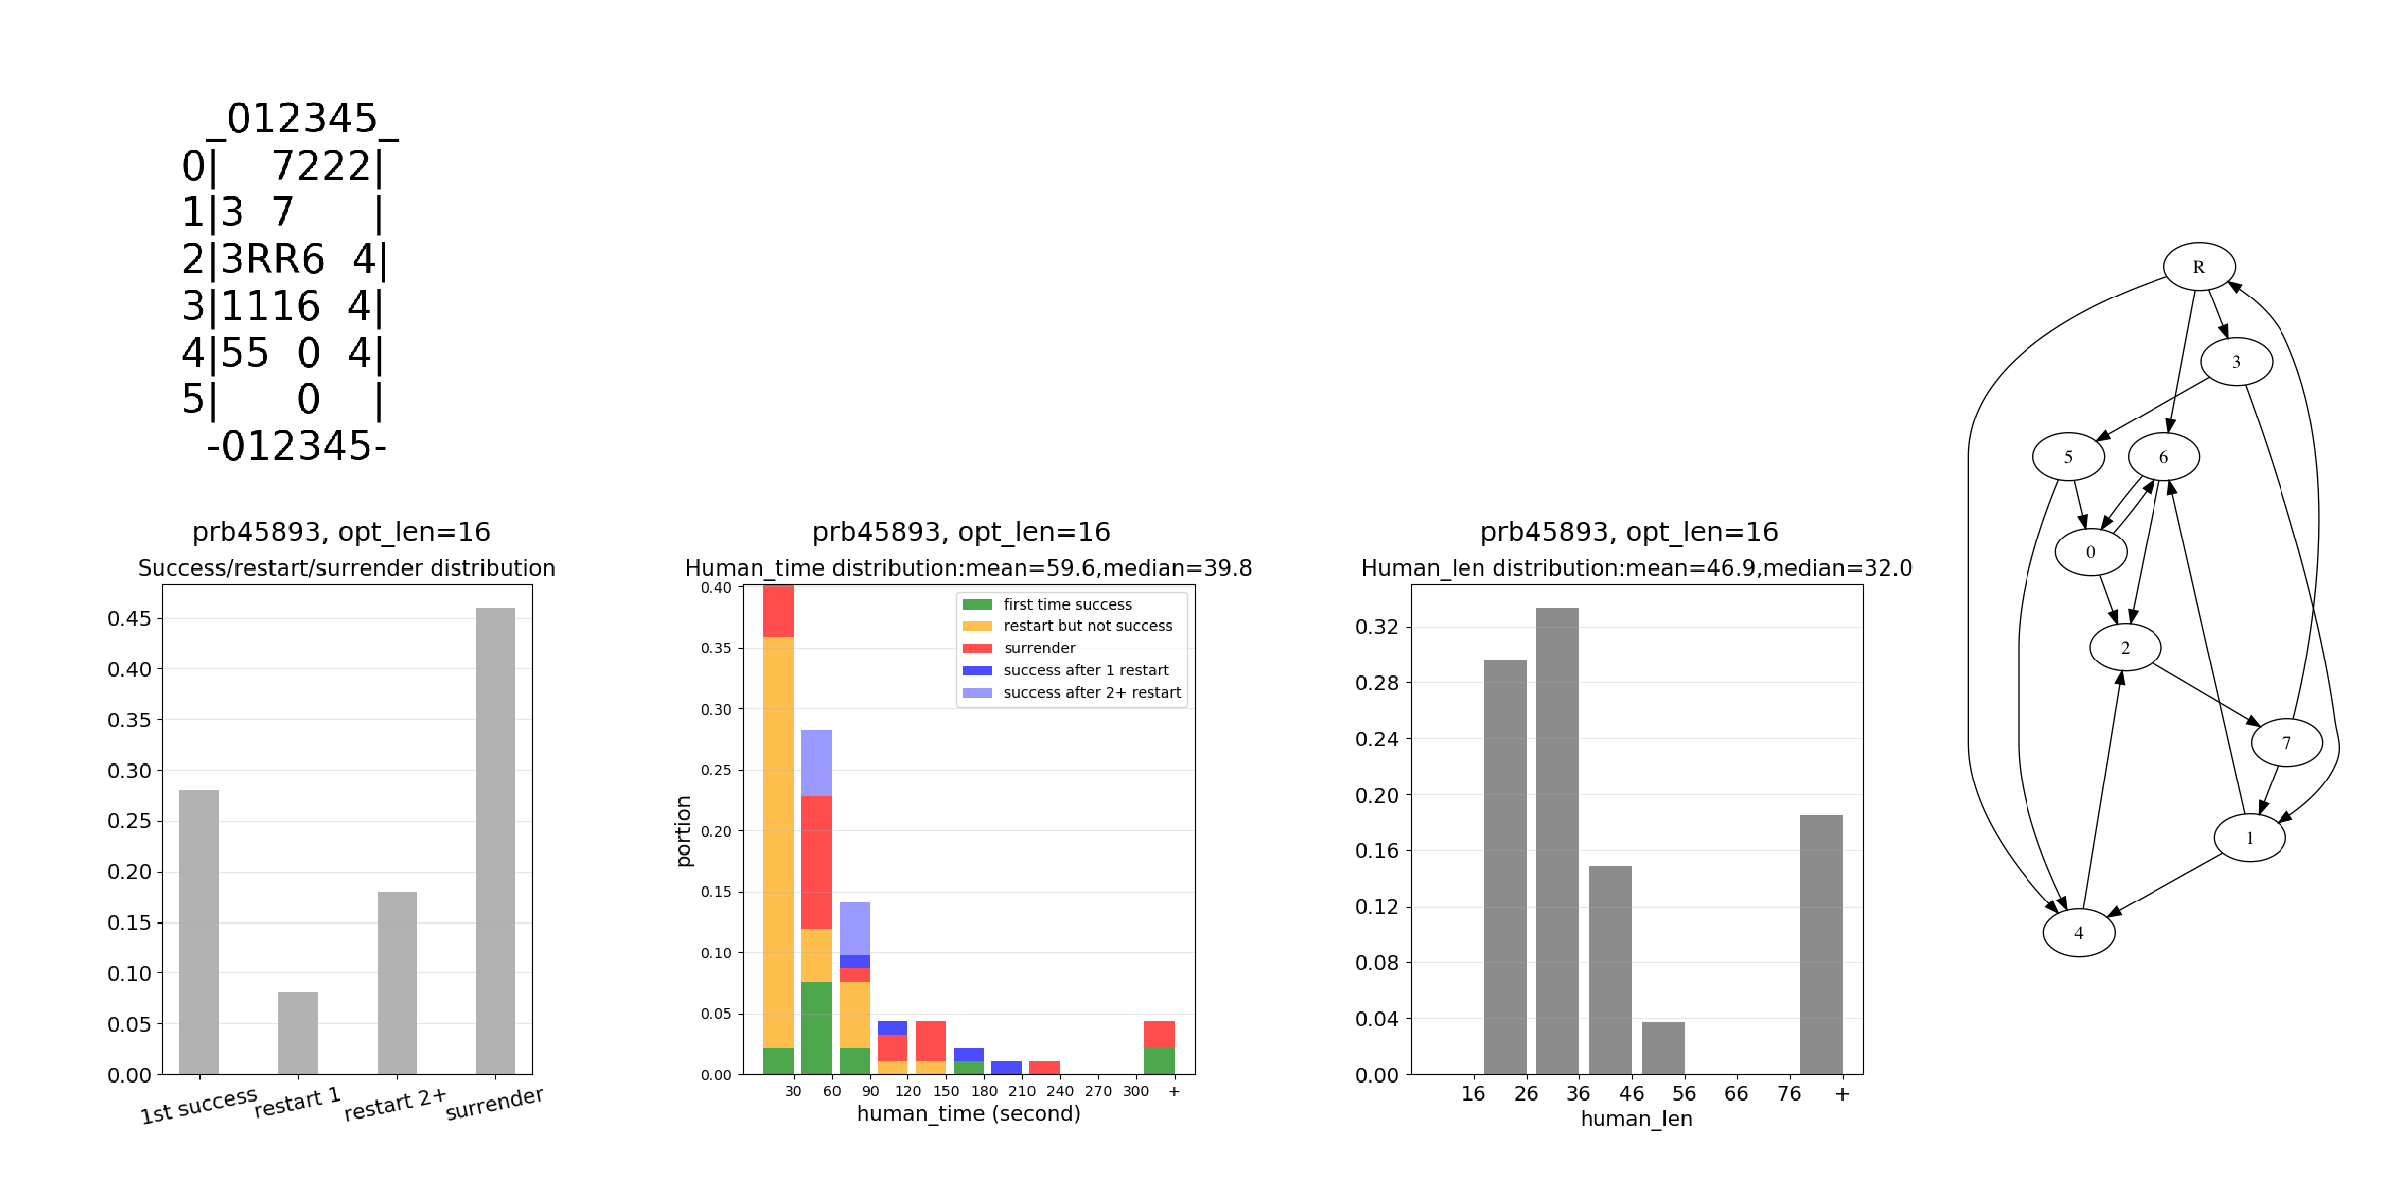 _012345_
0|  7222|
1|3 7   |
2|3RR6 4|
3|1116 4|
4|55 0 4|
5|   0  |
-012345-
prb45893, opt_len=16
Success/restart/surrender distribution
0.45
0.40
0.35
0.30
0.25
0.20
0.15
0.10
0.05
0.00
1st success
restart 1
restart 2+
surrender
prb45893, opt_len=16
Human_time distribution:mean=59.6,median=39.8
first time success
restart but not success
surrender
success after 1 restart
success after 2+ restart
portion
0.40
0.35
0.30
0.25
0.20
0.15
0.10
0.05
0.00
30 60 90 120 150 180 210 240 270 300 +
human_time (second)
prb45893, opt_len=16
Human_len distribution:mean=46.9,median=32.0
0.32
0.28
0.24
0.20
0.16
0.12
0.08
0.04
0.00
16 26 36 46 56 66 76 +
human_len
R
3
5 6
0
2
7
1
4